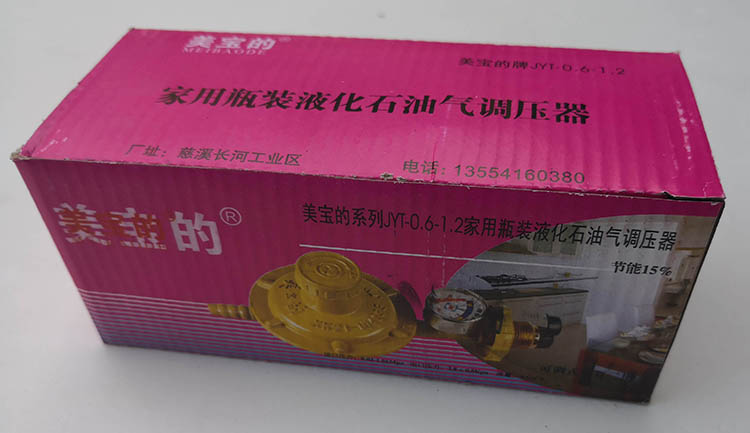 美宝的®
MEIBAODE
美宝的牌JYT-0.6-1.2
家用瓶装液化石油气调压器
厂址：慈溪长河工业区
电话：13554160380
美宝的®
美宝的系列JYT-0.6-1.2家用瓶装液化石油气调压器
节能15%